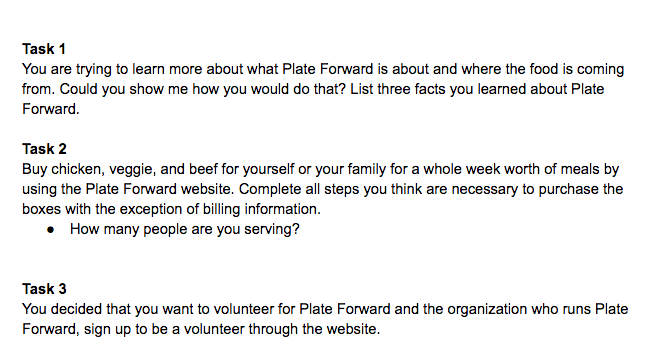 Task 1
You are trying to learn more about what Plate Forward is about and where the food is coming
from. Could you show me how you would do that? List three facts you learned about Plate
Forward.
Task 2
Buy chicken, veggie, and beef for yourself or your family for a whole week worth of meals by
using the Plate Forward website. Complete all steps you think are necessary to purchase the
boxes with the exception of billing information.
● How many people are you serving?
Task 3
You decided that you want to volunteer for Plate Forward and the organization who runs Plate
Forward, sign up to be a volunteer through the website.